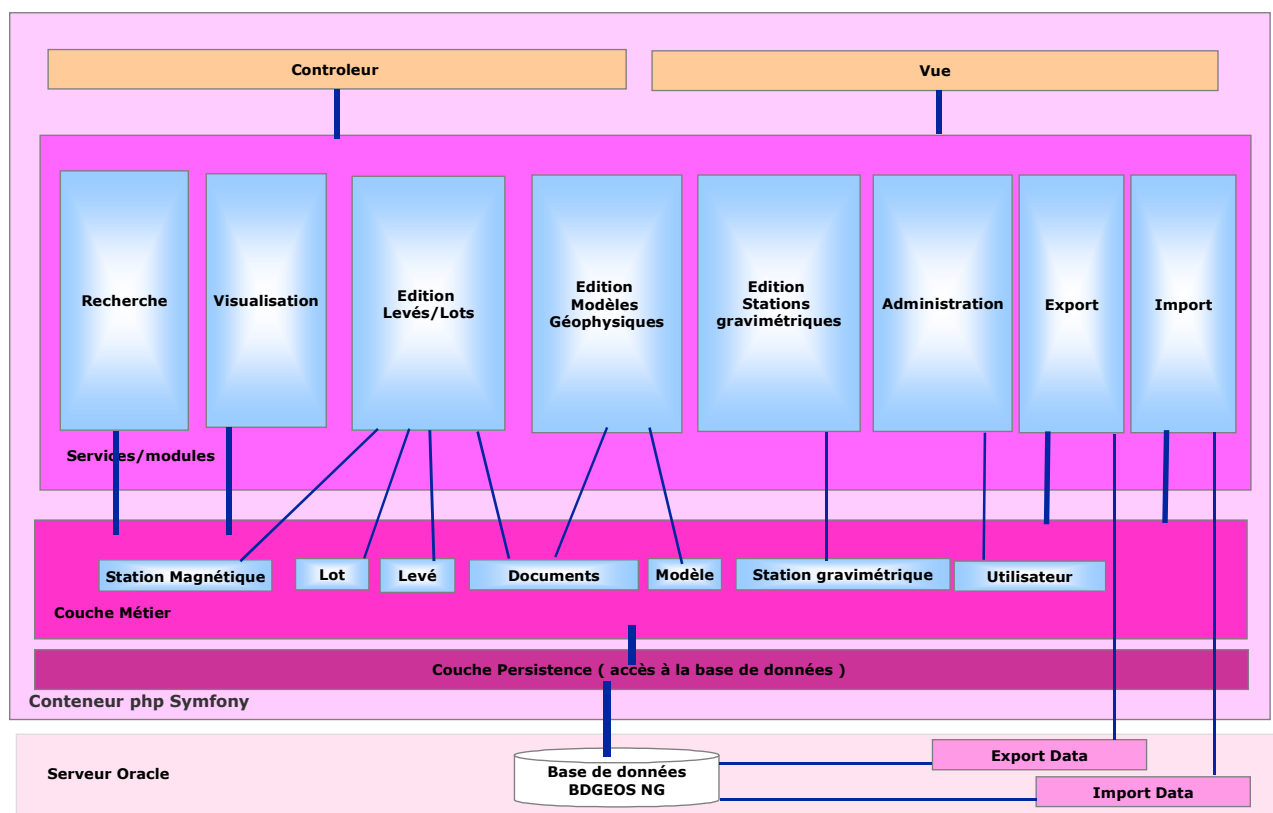 Controleur
Vue
Recherche
Visualisation
Edition
Levés/Lots
Edition
Modèles
Géophysiques
Edition
Stations
gravimétriques
Administration
Export
Import
Services/modules
Station Magnétique
Lot
Levé
Documents
Modèle
Station gravimétrique
Utilisateur
Couche Métier
Couche Persistence ( accès à la base de données )
Conteneur php Symfony
Serveur Oracle
Base de données
BDGEOS NG
Export Data
Import Data